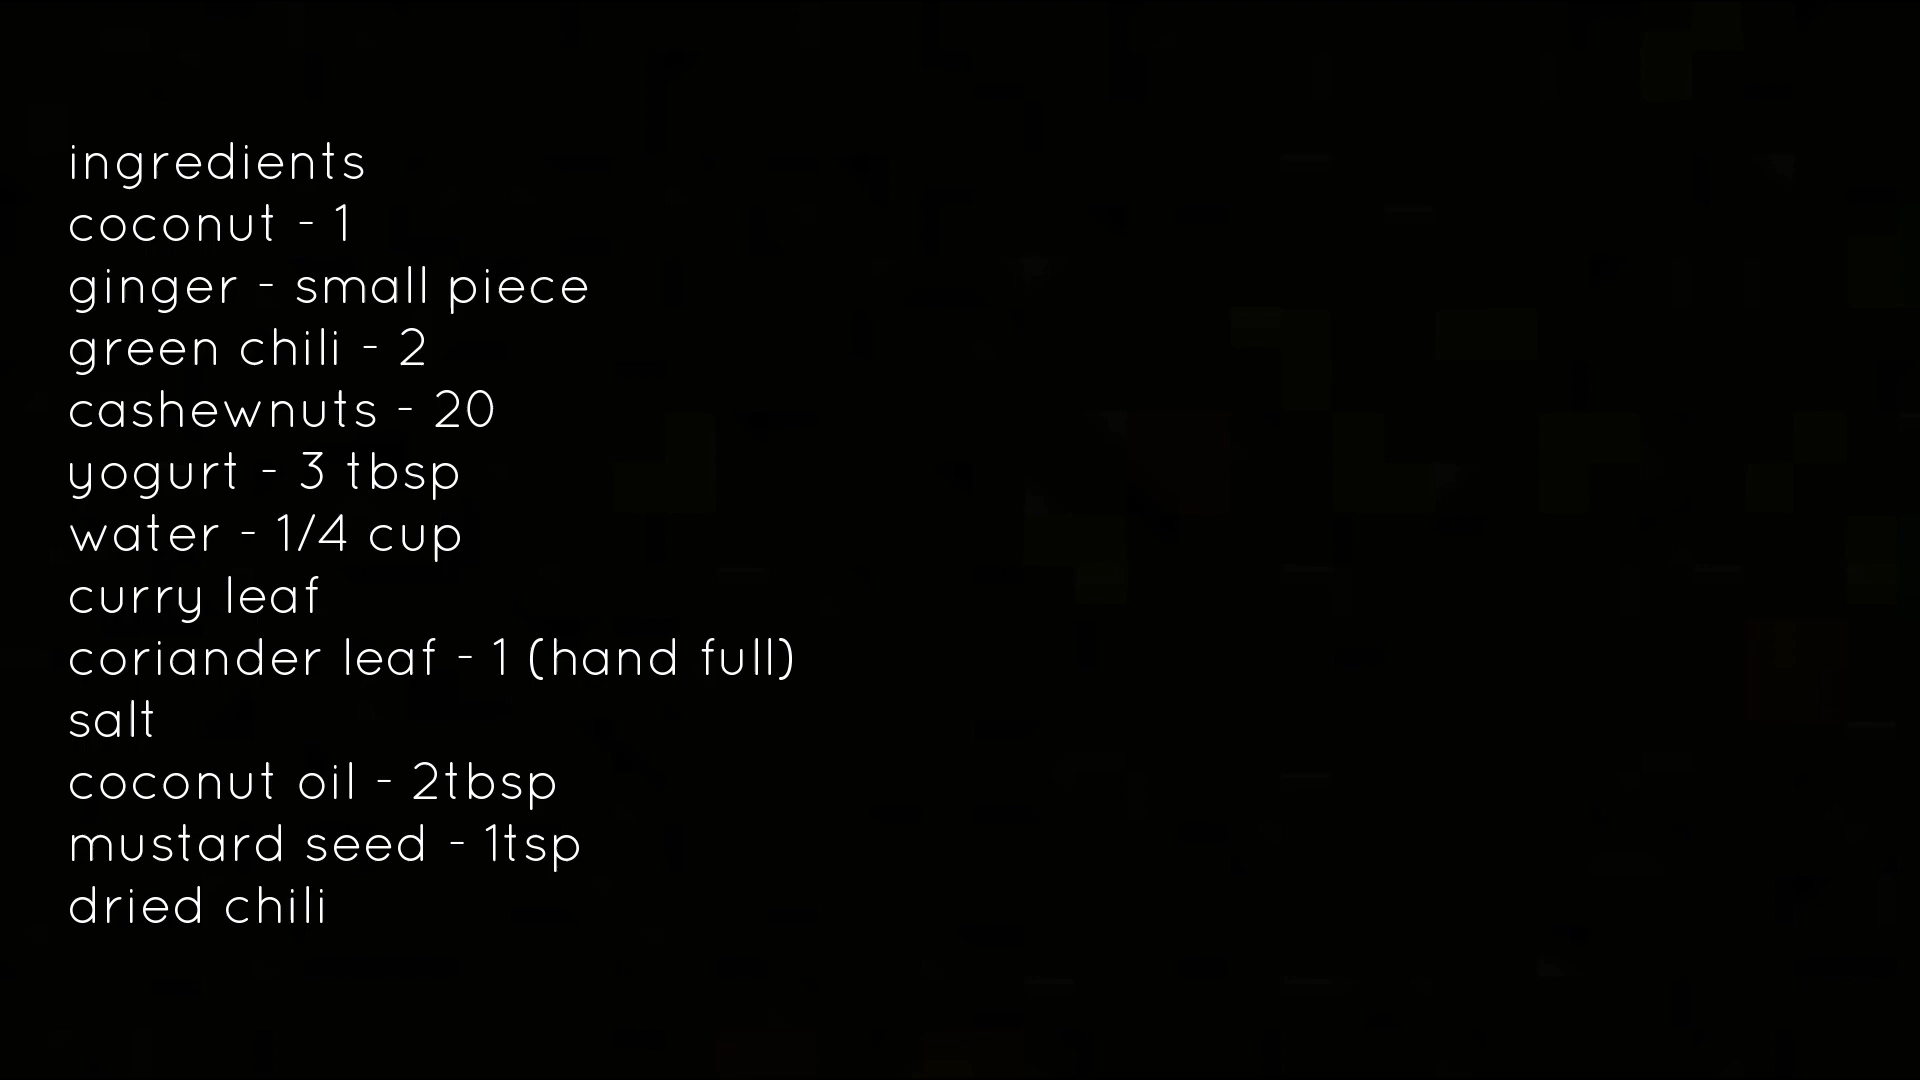 ingredients
coconut - 1
ginger - small piece
green chili - 2
cashewnuts - 20
yogurt - 3 tbsp
water - 1/4 cup
curry leaf
coriander leaf - 1 (hand full)
salt
coconut oil - 2tbsp
mustard seed - 1tsp
dried chili